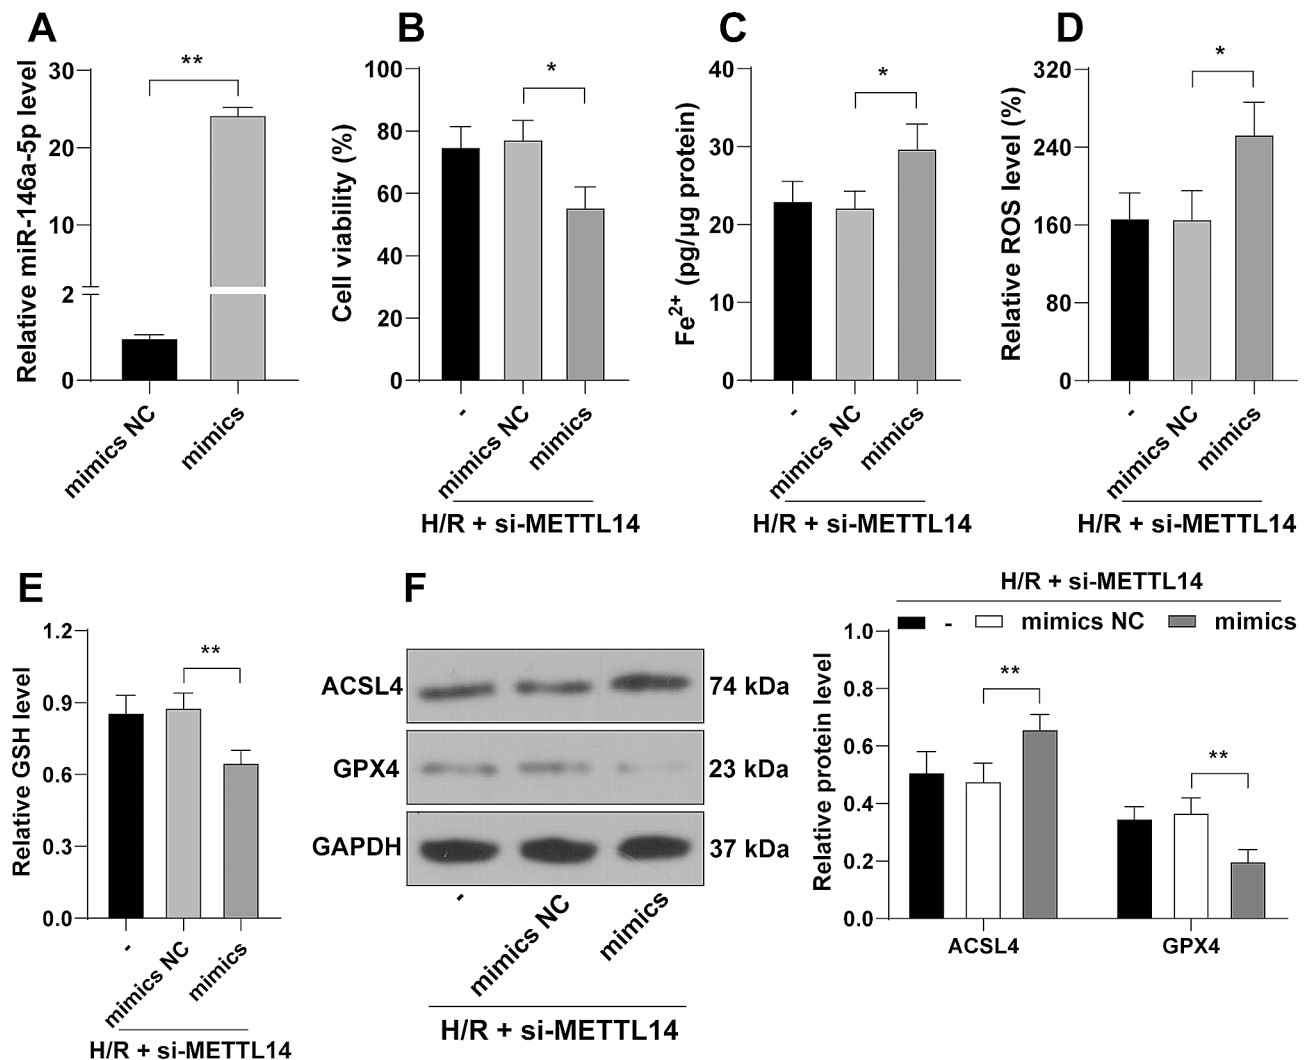 A
Relative miR-146a-5p level
30
20
10
2
0
**
mimics NC
mimics
B
Cell viability (%)
100
80
60
40
20
0
*
-
mimics NC
mimics
H/R + si-METTL14
C
Fe2+ (pg/μg protein)
40
30
20
10
0
*
-
mimics NC
mimics
H/R + si-METTL14
D
Relative ROS level (%)
320
240
160
80
0
*
-
mimics NC
mimics
H/R + si-METTL14
E
Relative GSH level
1.2
0.9
0.6
0.3
0.0
**
-
mimics NC
mimics
H/R + si-METTL14
F
ACSL4 74 kDa
GPX4 23 kDa
GAPDH 37 kDa
-
mimics NC
mimics
H/R + si-METTL14
H/R + si-METTL14
- mimics NC mimics
Relative protein level
1.0
0.8
0.6
0.4
0.2
0.0
**
**
ACSL4 GPX4